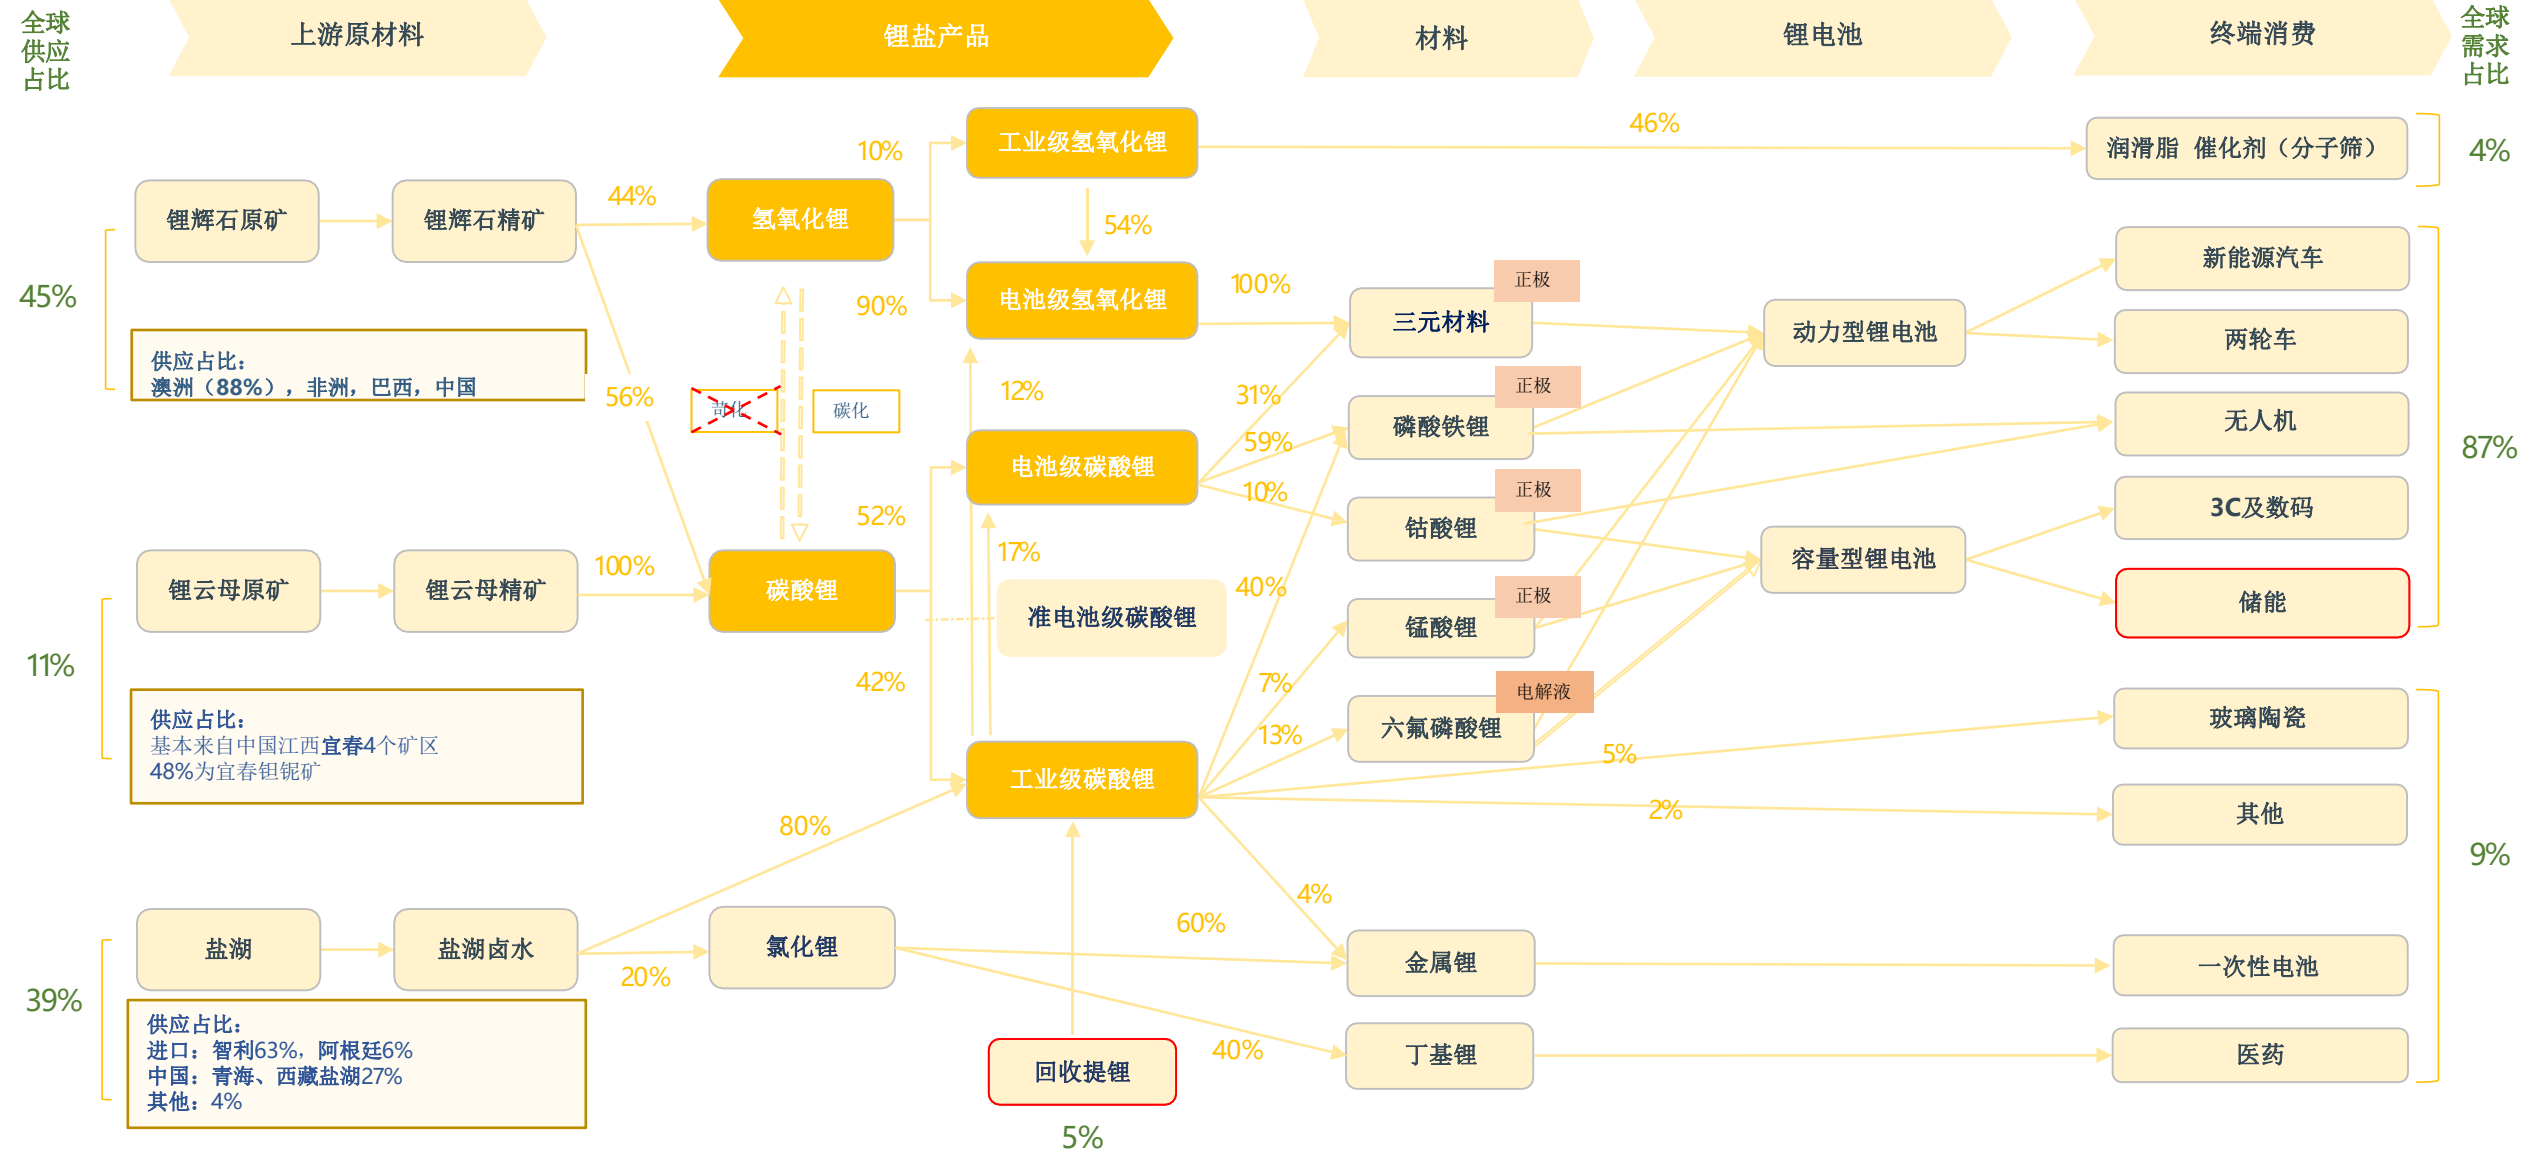 全球
供应
占比
上游原材料
锂盐产品
材料
锂电池
终端消费
全球
需求
占比
工业级氢氧化锂
46%
润滑脂 催化剂（分子筛）
4%
10%
锂辉石原矿
锂辉石精矿
44%
氢氧化锂
54%
新能源汽车
45%
90%
电池级氢氧化锂
100%
正极
三元材料
动力型锂电池
两轮车
供应占比：
澳洲（88%），非洲，巴西，中国
56%
苛化
碳化
12%
31%
正极
磷酸铁锂
无人机
87%
59%
电池级碳酸锂
10%
正极
钴酸锂
3C及数码
52%
17%
锂云母原矿
锂云母精矿
100%
碳酸锂
准电池级碳酸锂
40%
正极
锰酸锂
容量型锂电池
储能
11%
42%
7%
供应占比：
基本来自中国江西宜春4个矿区
48%为宜春钽铌矿
13%
电解液
六氟磷酸锂
玻璃陶瓷
工业级碳酸锂
5%
2%
其他
80%
9%
4%
盐湖
盐湖卤水
20%
氯化锂
60%
金属锂
一次性电池
39%
供应占比：
进口：智利63%，阿根廷6%
中国：青海、西藏盐湖27%
其他：4%
回收提锂
40%
丁基锂
医药
5%